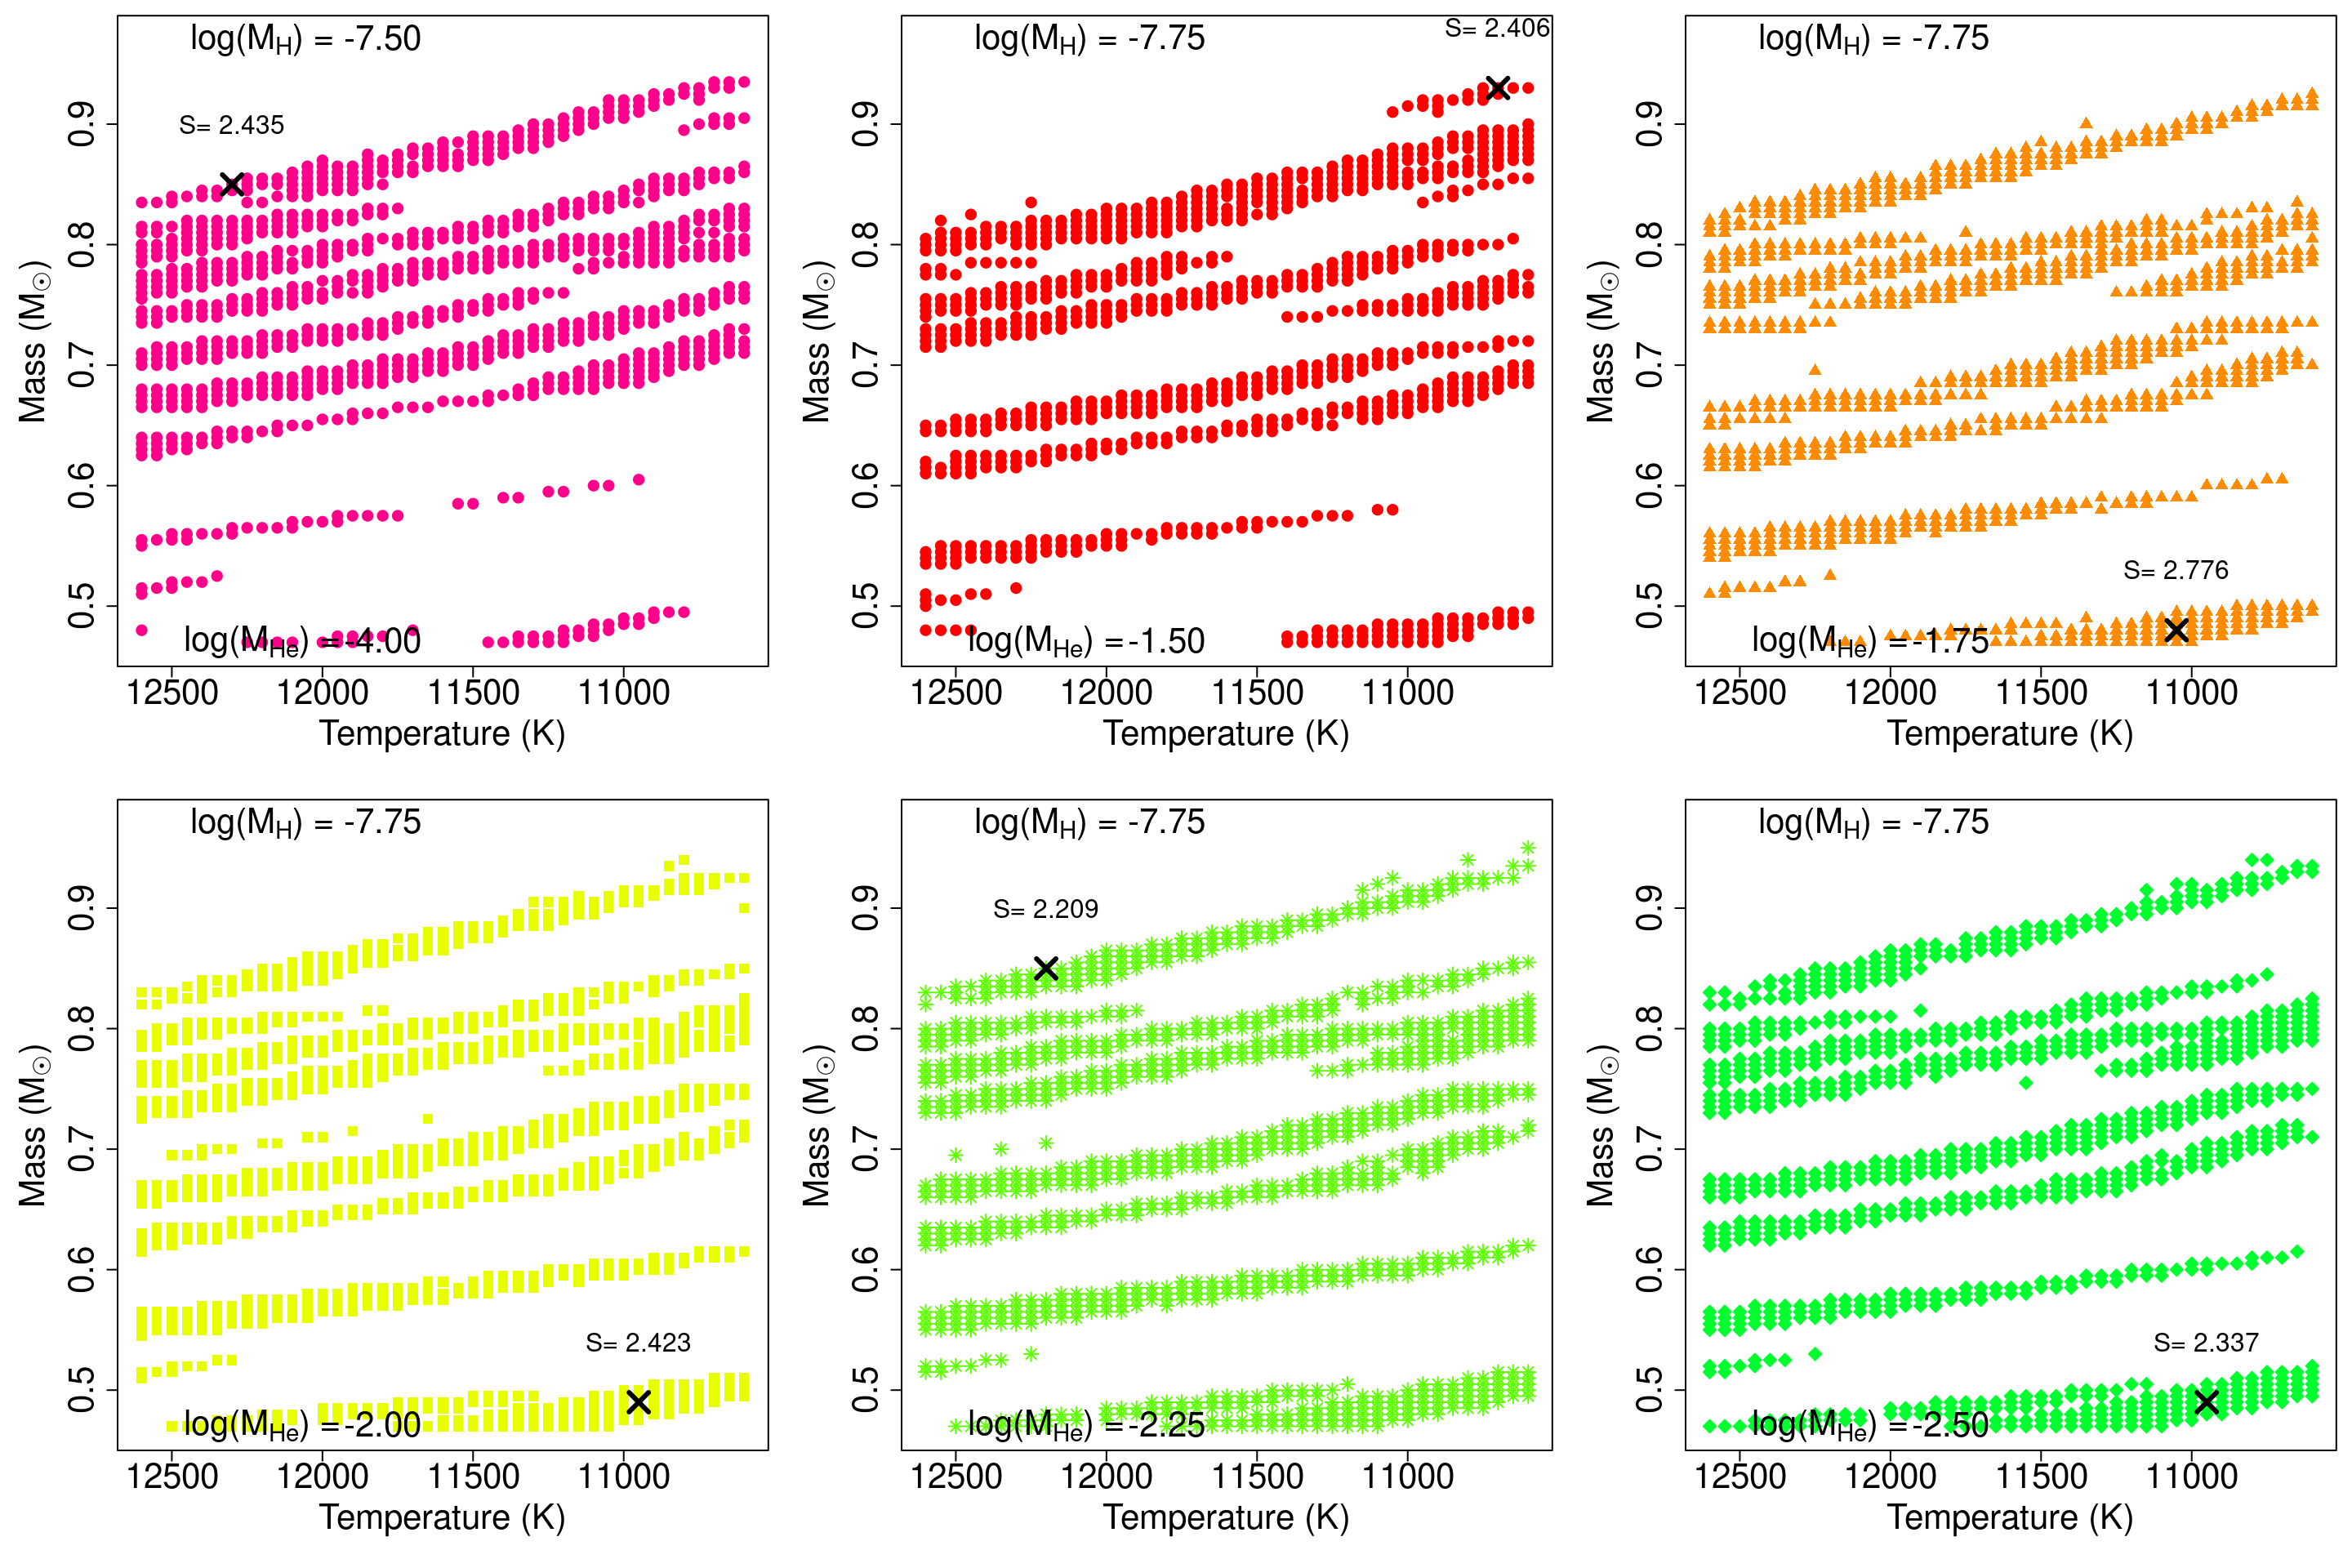 log(M_H) = -7.50
S= 2.435
log(M_He) =-4.00
0.5 0.6 0.7 0.8 0.9
Mass (M☉)
12500 12000 11500 11000
Temperature (K)
log(M_H) = -7.75
S= 2.406
log(M_He) =-1.50
0.5 0.6 0.7 0.8 0.9
Mass (M☉)
12500 12000 11500 11000
Temperature (K)
log(M_H) = -7.75
S= 2.776
log(M_He) =-1.75
0.5 0.6 0.7 0.8 0.9
Mass (M☉)
12500 12000 11500 11000
Temperature (K)
log(M_H) = -7.75
S= 2.423
log(M_He) =-2.00
0.5 0.6 0.7 0.8 0.9
Mass (M☉)
12500 12000 11500 11000
Temperature (K)
log(M_H) = -7.75
S= 2.209
log(M_He) =-2.25
0.5 0.6 0.7 0.8 0.9
Mass (M☉)
12500 12000 11500 11000
Temperature (K)
log(M_H) = -7.75
S= 2.337
log(M_He) =-2.50
0.5 0.6 0.7 0.8 0.9
Mass (M☉)
12500 12000 11500 11000
Temperature (K)